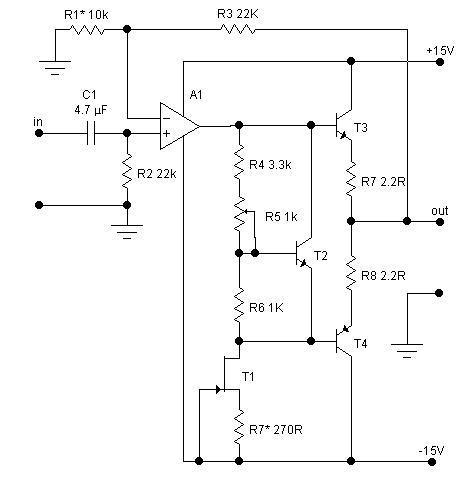 R1* 10k
R3 22K
+15V
C1
4.7 µF
A1
in
T3
R4 3.3k
R2 22k
R7 2.2R
R5 1k
out
T2
R8 2.2R
R6 1K
T4
T1
R7* 270R
-15V